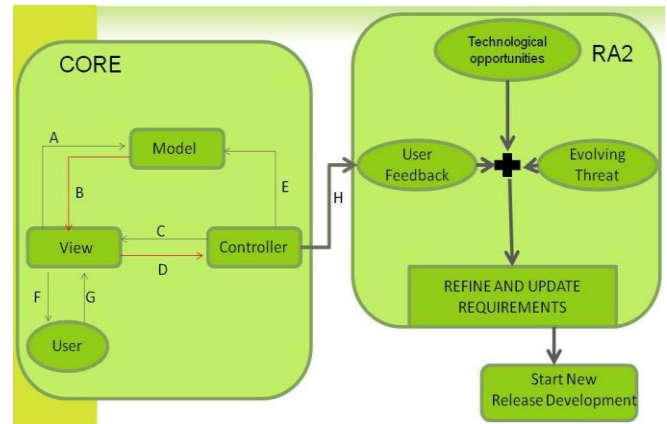 CORE
A
Model
B
E
C
View
Controller
D
F
G
User
H
Technological
opportunities
RA2
User
Feedback
Evolving
Threat
REFINE AND UPDATE
REQUIREMENTS
Start New
Release Development